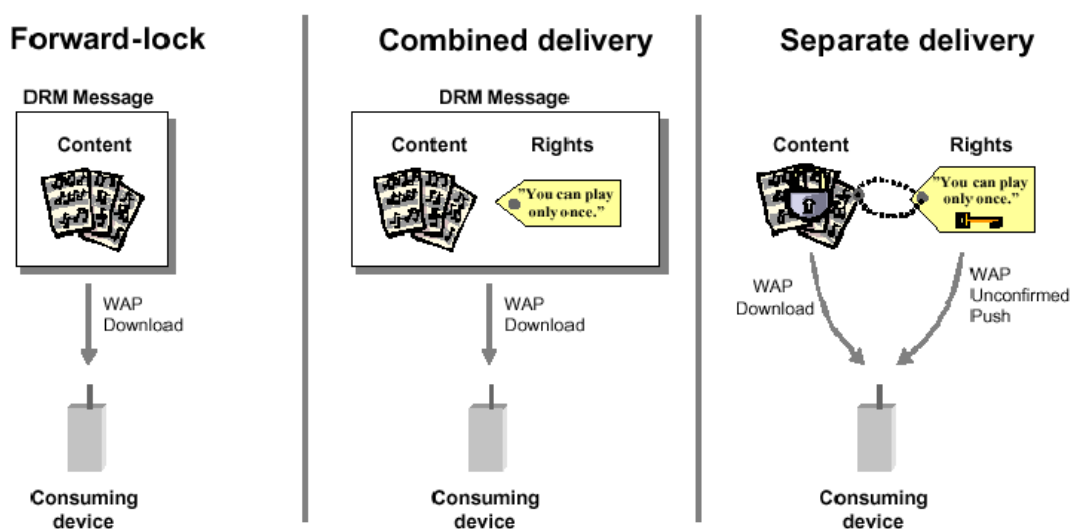 Forward-lock
DRM Message
Content
WAP
Download
Consuming
device
Combined delivery
DRM Message
Content
Rights
"You can play
only once."
WAP
Download
Consuming
device
Separate delivery
Content
Rights
"You can play
only once."
WAP
Download
WAP
Unconfirmed
Push
Consuming
device